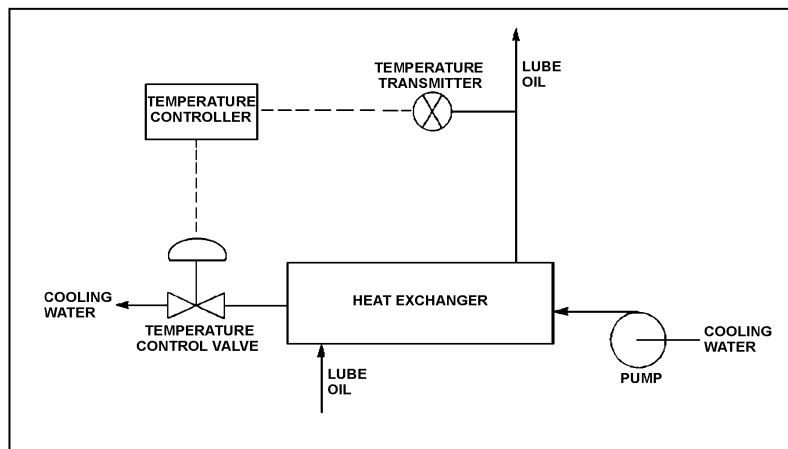 LUBE
OIL
TEMPERATURE
TRANSMITTER
TEMPERATURE
CONTROLLER
HEAT EXCHANGER
COOLING
WATER
TEMPERATURE
CONTROL VALVE
COOLING
WATER
PUMP
LUBE
OIL